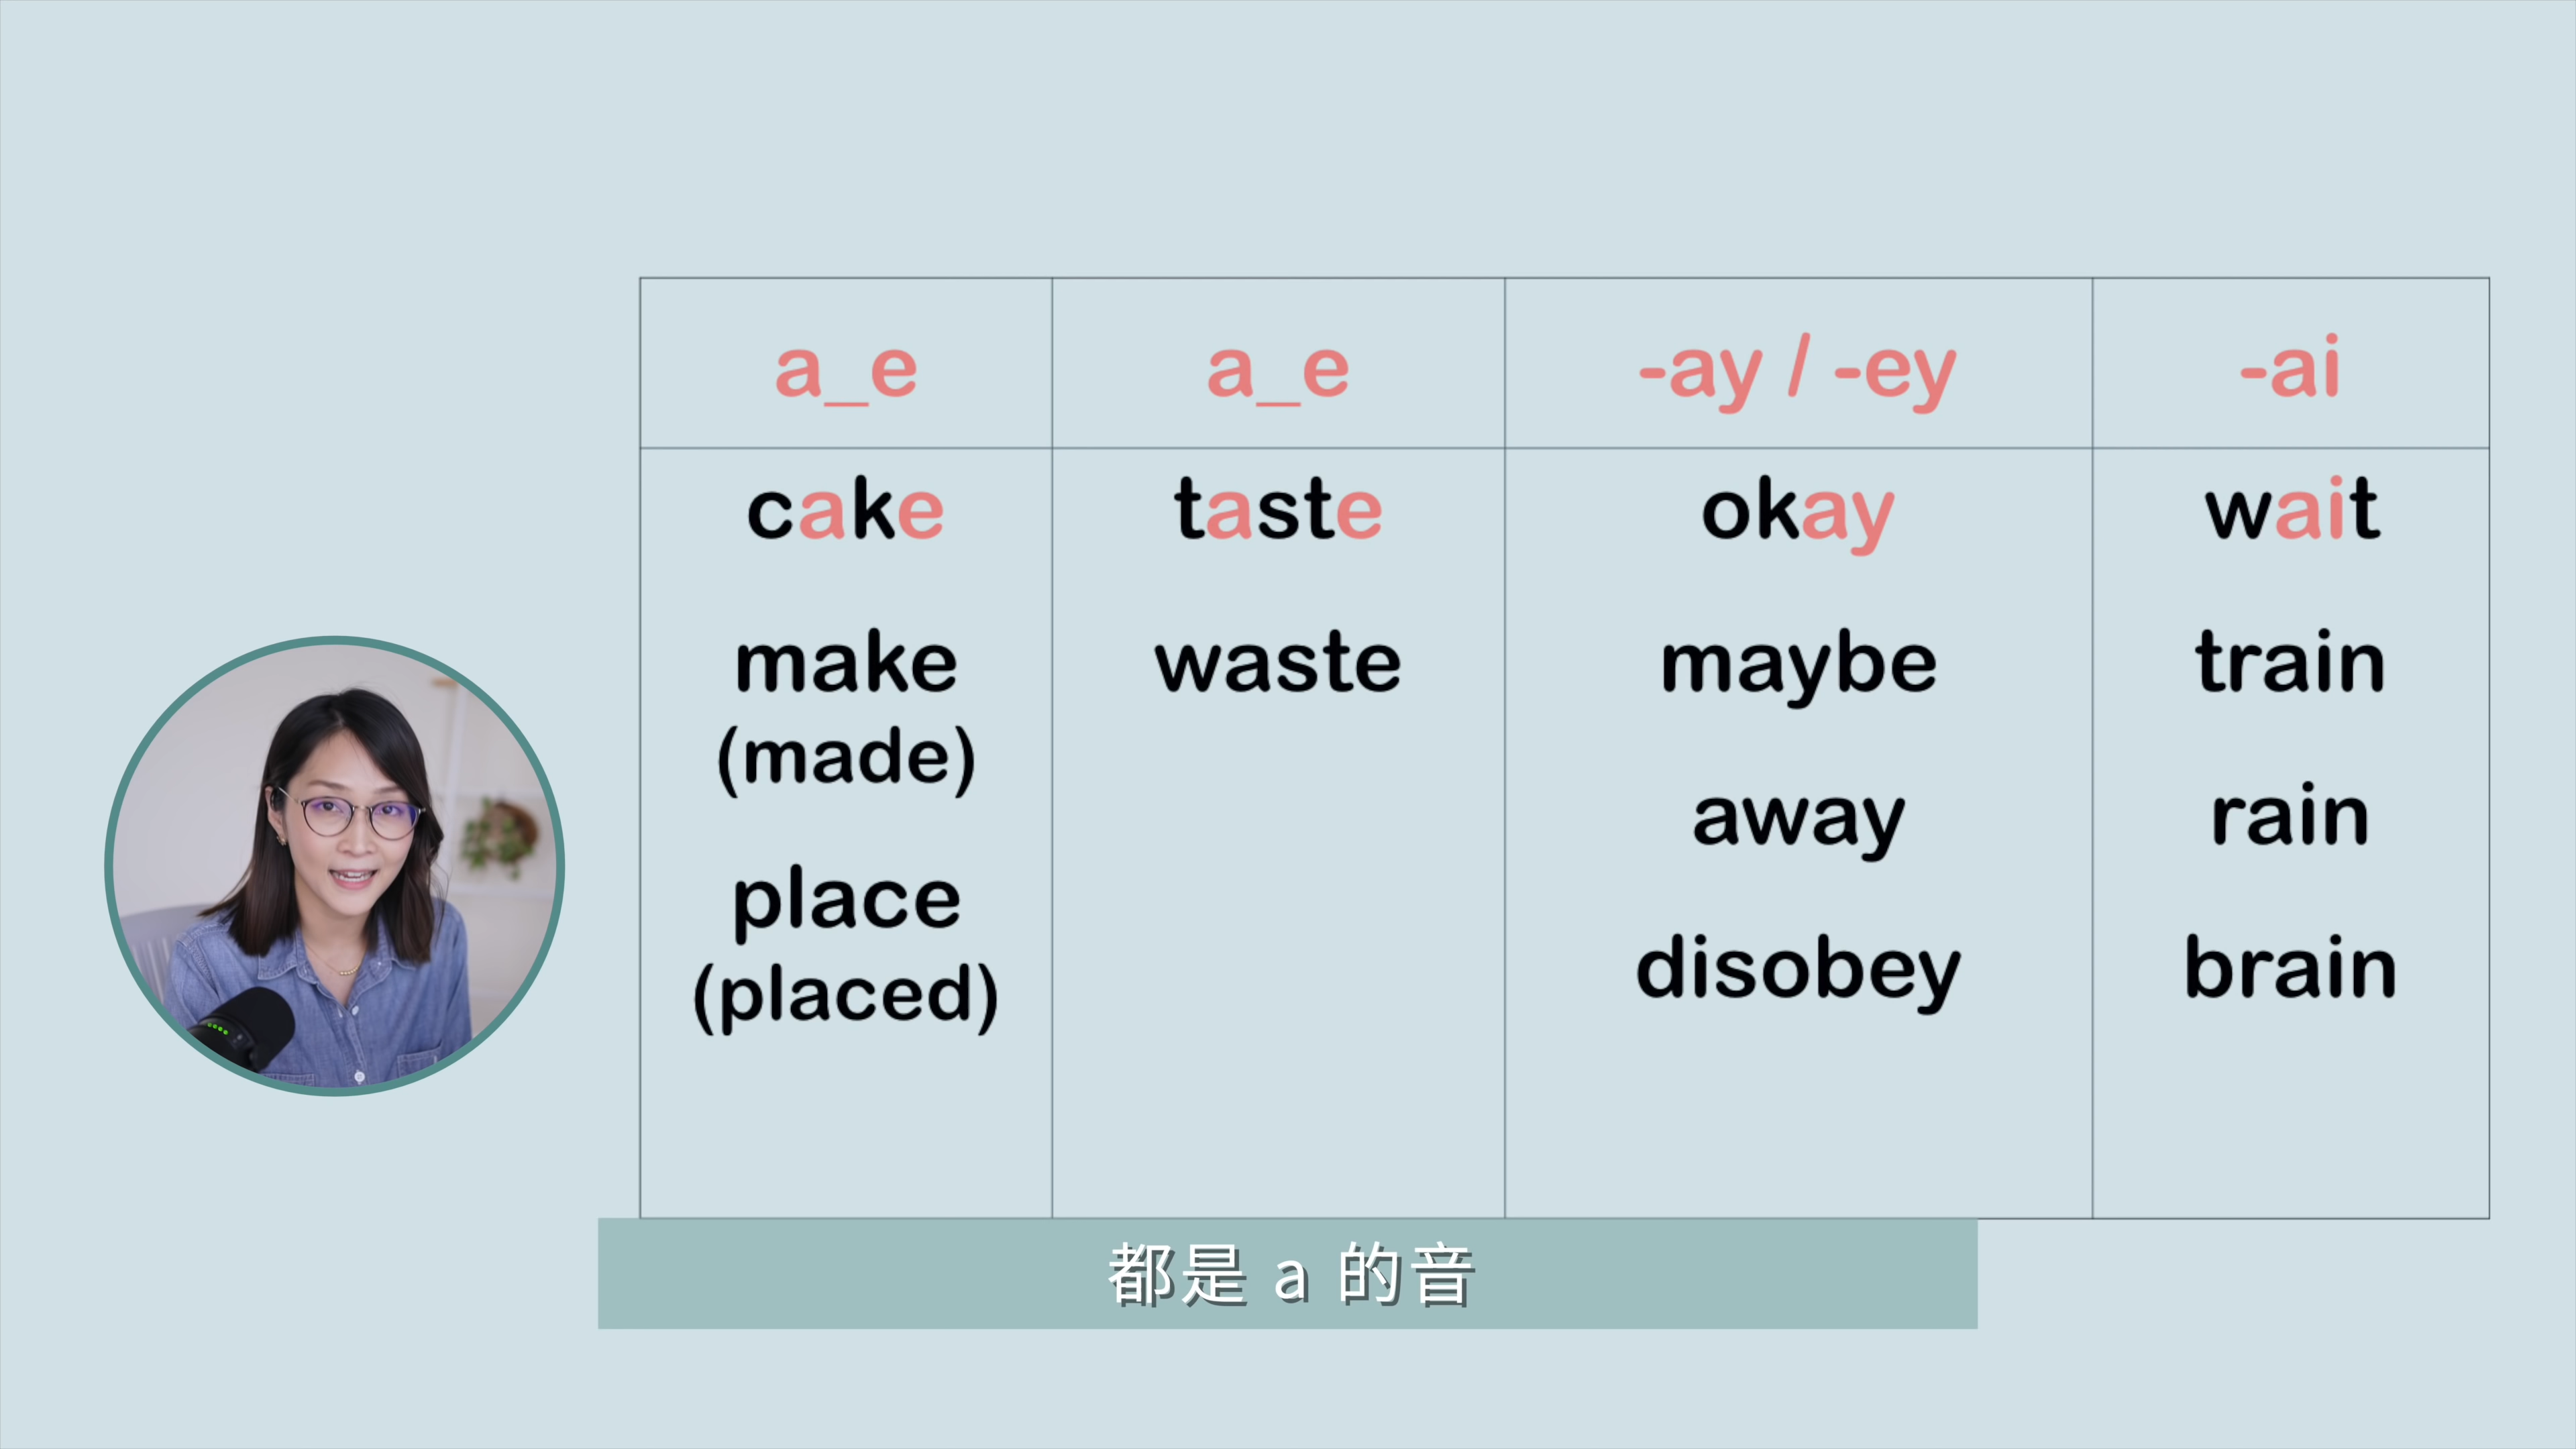 a_e
a_e
-ay / -ey
-ai
cake
taste
okay
wait
make
(made)
waste
maybe
train
place
(placed)
away
rain
disobey
brain
都是 a 的音